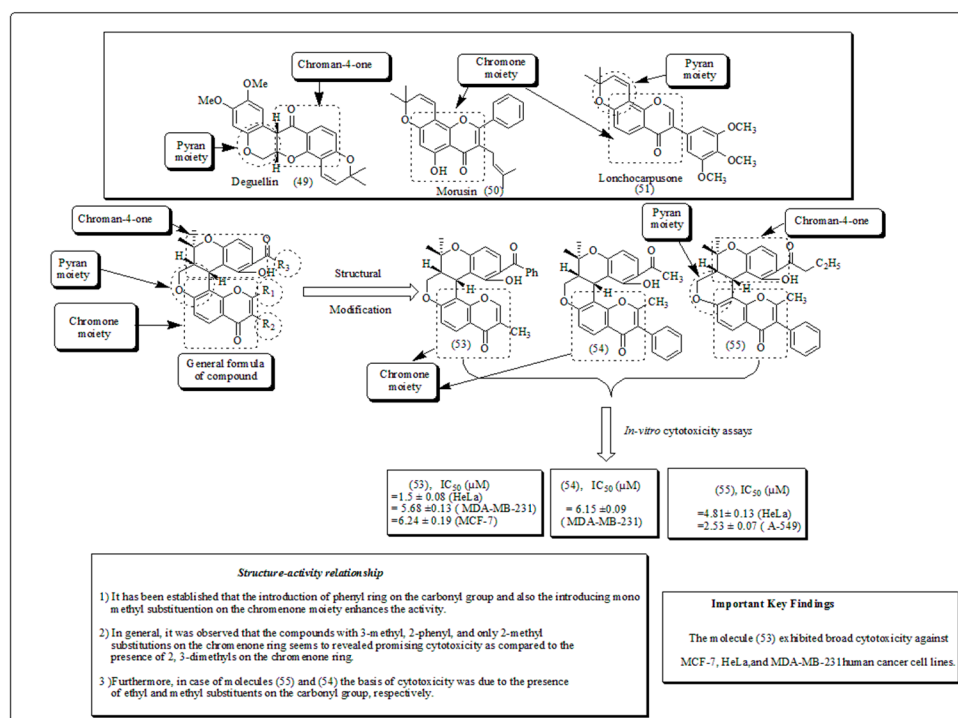 Chroman-4-one
Chromone
moiety
Pyran
moiety
OMe
MeO
O
H
H
O
O
O
Pyran
moiety
Deguellin (49)
O
O
OH
O
Morusin (50)
O
O
O
OCH3
OCH3
OCH3
Lonchocarpusone
(51)
Chroman-4-one
Pyran
moiety
Chromone
moiety
O
O
H
H
OH
R3
O
O
R1
R2
O
General formula
of compound
Structural
Modification
O
O
H
H
Ph
OH
O
O
CH3
O
(53)
O
O
H
H
CH3
OH
O
O
CH3
O
(54)
Pyran
moiety
Chroman-4-one
O
O
H
H
C2H5
OH
O
O
CH3
O
(55)
Chromone
moiety
In-vitro cytotoxicity assays
(53), IC50 (µM)
=1.5 ± 0.08 (HeLa)
= 5.68 ±0.13 ( MDA-MB-231)
=6.24 ± 0.19 (MCF-7)
(54), IC50 (µM)
= 6.15 ±0.09
( MDA-MB-231)
(55), IC50 (µM)
=4.81± 0.13 (HeLa)
=2.53 ± 0.07 ( A-549)
Structure-activity relationship
1) It has been established that the introduction of phenyl ring on the carbonyl group and also the introducing mono
methyl substituention on the chromenone moiety enhances the activity.
2) In general, it was observed that the compounds with 3-methyl, 2-phenyl, and only 2-methyl
substitutions on the chromenone ring seems to revealed promising cytotoxicity as compared to the
presence of 2, 3-dimethyls on the chromenone ring.
3 )Furthermore, in case of molecules (55) and (54) the basis of cytotoxicity was due to the presence
of ethyl and methyl substituents on the carbonyl group, respectively.
Important Key Findings
The molecule (53) exhibited broad cytotoxicity against
MCF-7, HeLa,and MDA-MB-231human cancer cell lines.